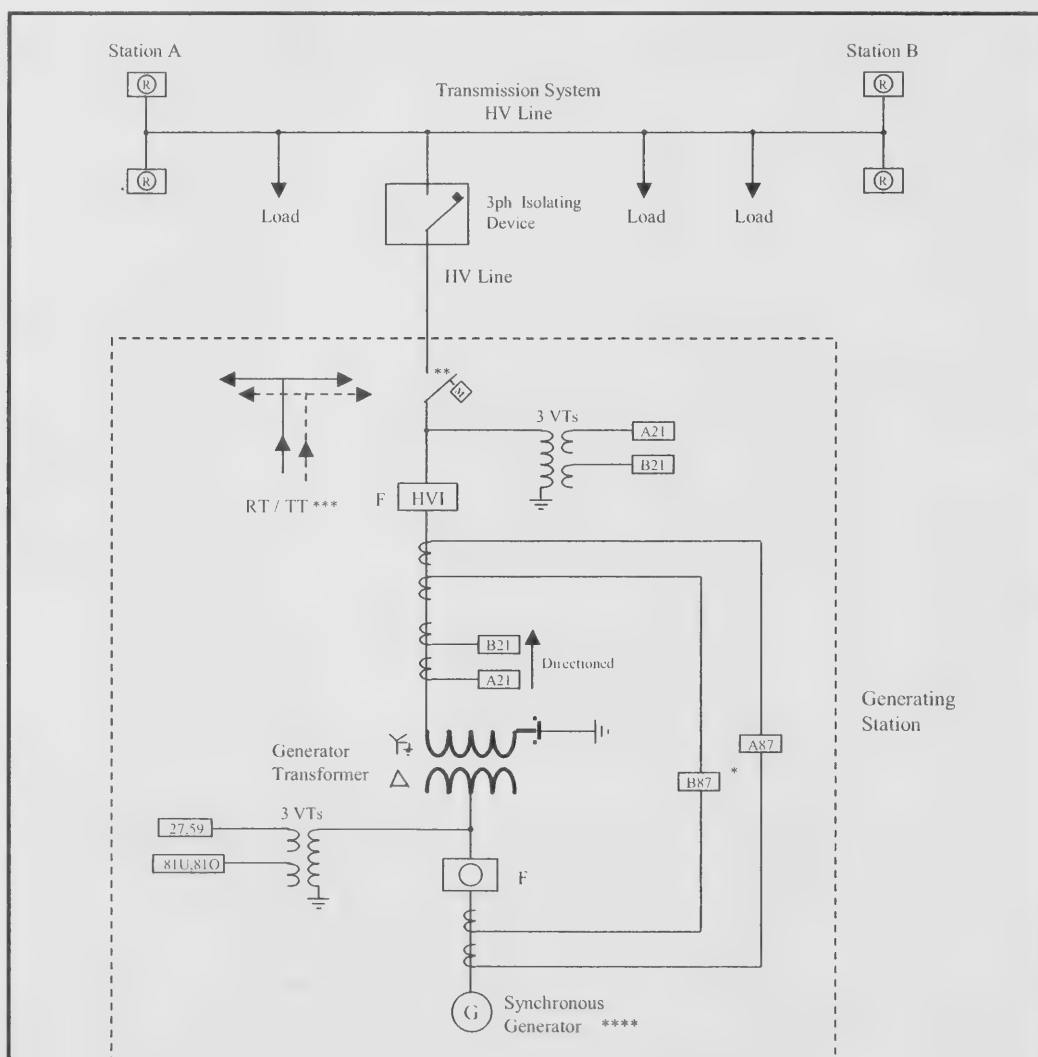 Station A
Station B
R
R
Transmission System
HV Line
R
R
Load
3ph Isolating
Device
Load
Load
HV Line
**
M
3 VTs
A21
B21
RT / TT ***
F
HVI
B21
Directioned
A21
Generating
Station
Generator
Transformer
A87
B87
*
3 VTs
27,59
81U,81O
F
G
Synchronous
Generator ****